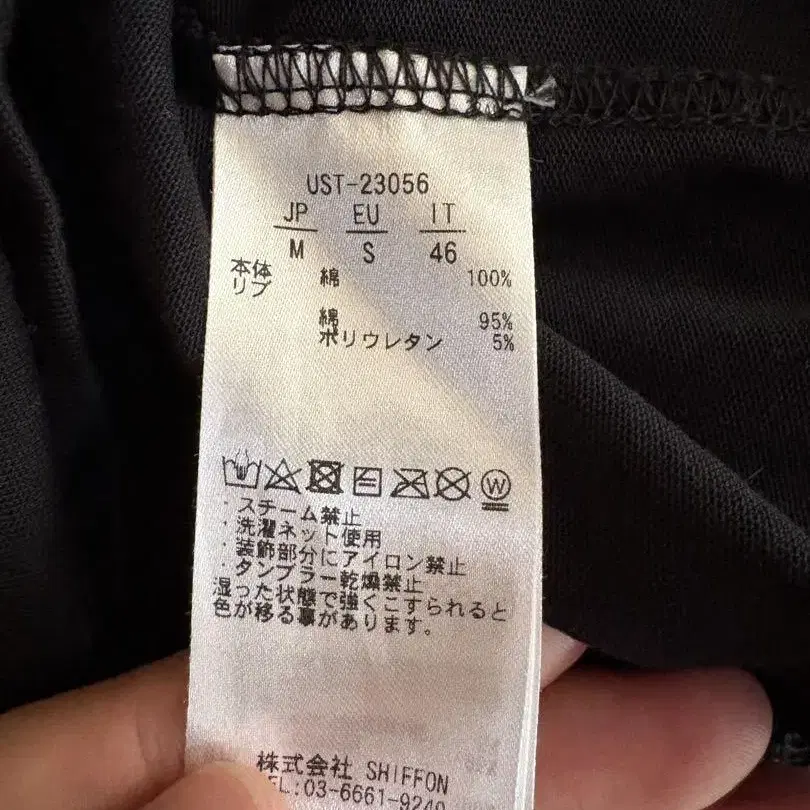 UST-23056
JP EU IT
M S 46
本体 綿 100%
リブ
綿 95%
ポリウレタン 5%
W
・スチーム禁止
・洗濯ネット使用
・装飾部分にアイロン禁止
・タンブラー乾燥禁止
湿った状態で強くこすられると
色が移る事があります。
株式会社 SHIFFON
TEL:03-6661-9240